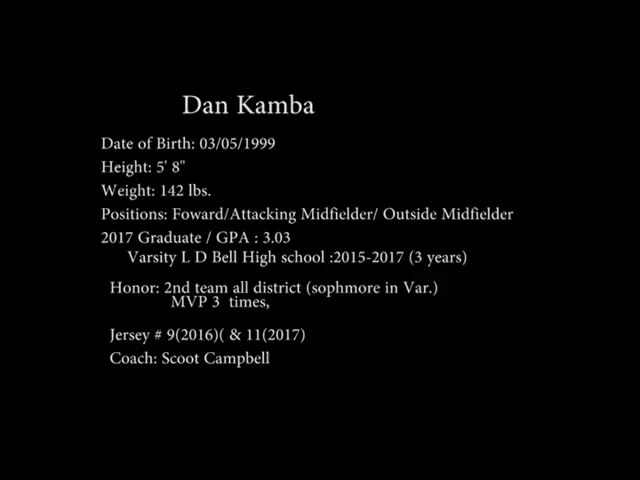 Dan Kamba
Date of Birth: 03/05/1999
Height: 5' 8"
Weight: 142 lbs.
Positions: Foward/Attacking Midfielder/ Outside Midfielder
2017 Graduate / GPA : 3.03
Varsity L D Bell High school :2015-2017 (3 years)
Honor: 2nd team all district (sophmore in Var.)
MVP 3 times,
Jersey # 9(2016)( & 11(2017)
Coach: Scoot Campbell